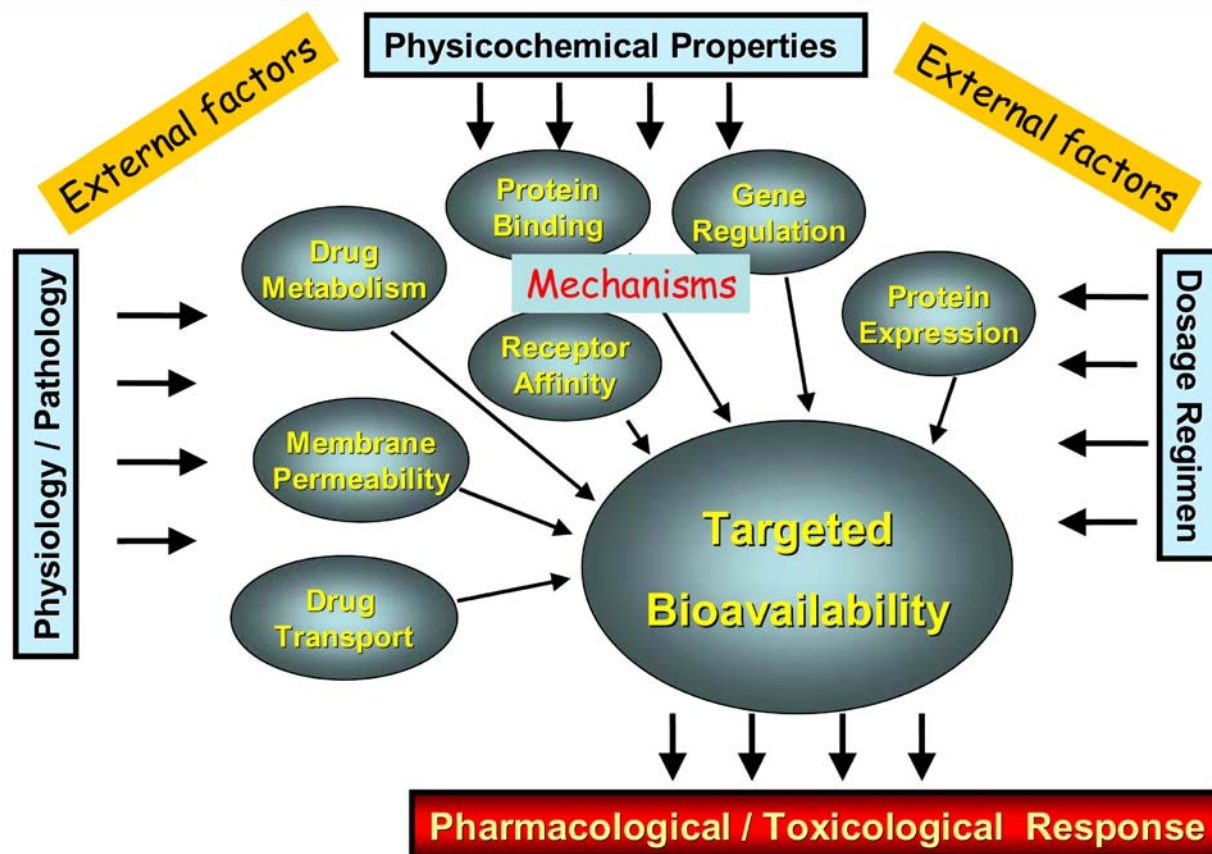 Physicochemical Properties
External factors
External factors
Protein
Binding
Gene
Regulation
Drug
Metabolism
Mechanisms
Protein
Expression
Receptor
Affinity
Physiology / Pathology
Dosage Regimen
Membrane
Permeability
Targeted
Bioavailability
Drug
Transport
Pharmacological / Toxicological Response